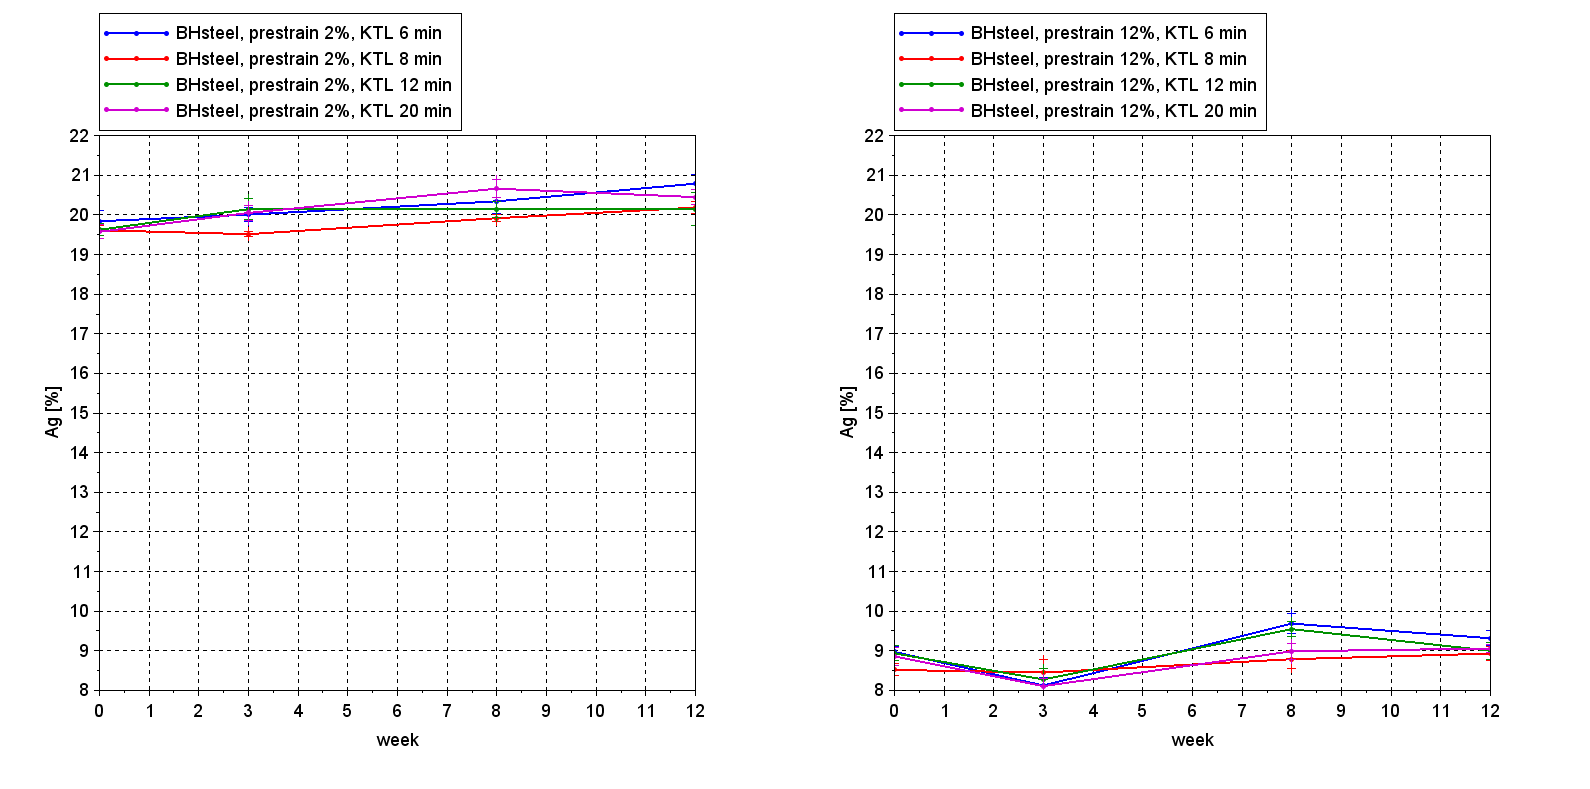 BHsteel, prestrain 2%, KTL 6 min
BHsteel, prestrain 2%, KTL 8 min
BHsteel, prestrain 2%, KTL 12 min
BHsteel, prestrain 2%, KTL 20 min
22
21
20
19
18
17
16
15
14
13
12
11
10
9
8
Ag [%]
0 1 2 3 4 5 6 7 8 9 10 11 12
week
BHsteel, prestrain 12%, KTL 6 min
BHsteel, prestrain 12%, KTL 8 min
BHsteel, prestrain 12%, KTL 12 min
BHsteel, prestrain 12%, KTL 20 min
22
21
20
19
18
17
16
15
14
13
12
11
10
9
8
Ag [%]
0 1 2 3 4 5 6 7 8 9 10 11 12
week